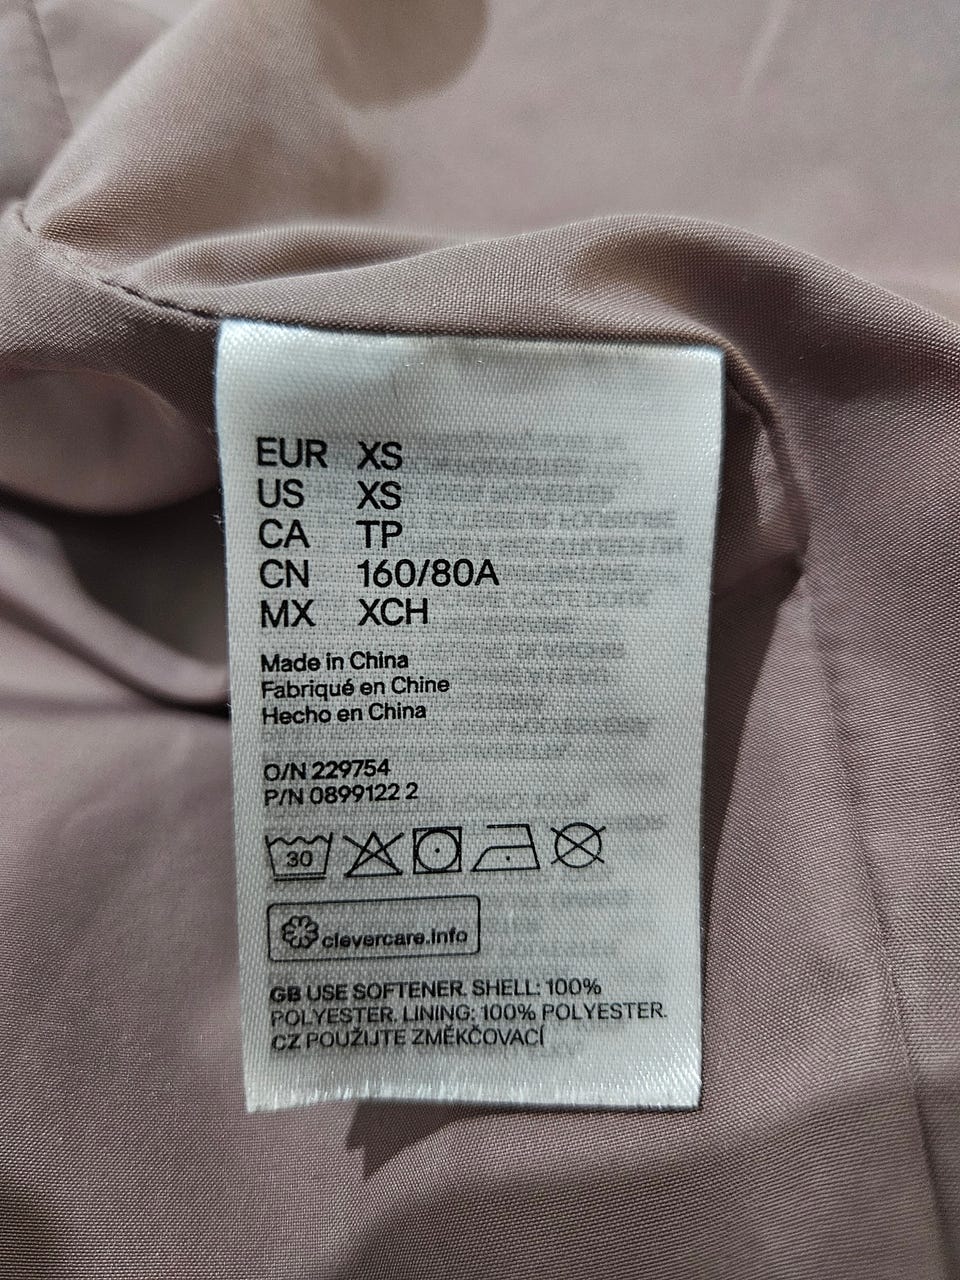 EUR XS
US XS
CA TP
CN 160/80A
MX XCH
Made in China
Fabriqué en Chine
Hecho en China
O/N 229754
P/N 0899122 2
30
clevercare.info
GB USE SOFTENER. SHELL: 100%
POLYESTER. LINING: 100% POLYESTER.
CZ POUŽIJTE ZMĚKČOVACÍ